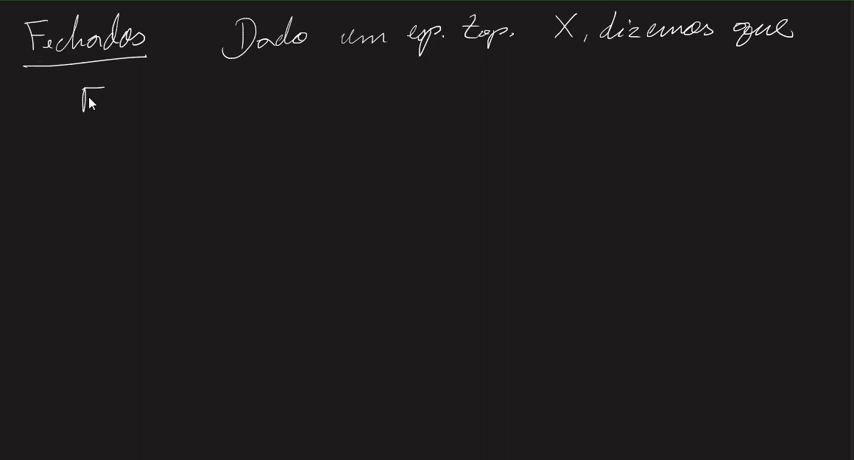 Fechados Dado um esp. top. X, dizemos que
F